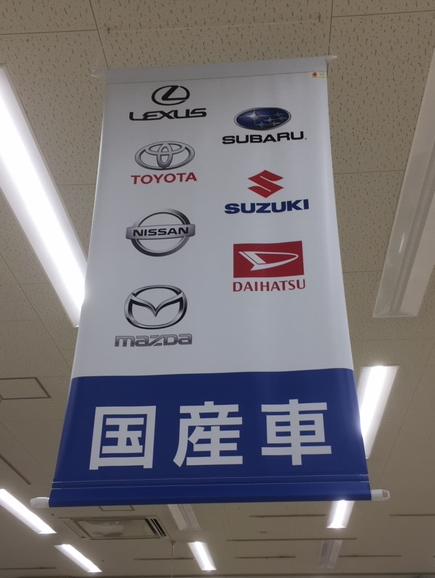 LEXUS
TOYOTA
NISSAN
mazda
SUBARU
SUZUKI
DAIHATSU
国産車